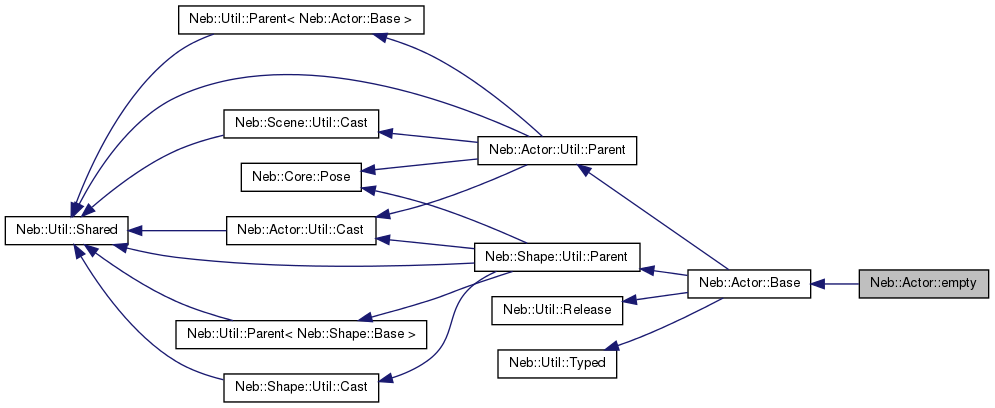 Neb::Util::Parent< Neb::Actor::Base >
Neb::Scene::Util::Cast
Neb::Actor::Util::Parent
Neb::Core::Pose
Neb::Util::Shared
Neb::Actor::Util::Cast
Neb::Shape::Util::Parent
Neb::Actor::Base
Neb::Actor::empty
Neb::Util::Release
Neb::Util::Parent< Neb::Shape::Base >
Neb::Util::Typed
Neb::Shape::Util::Cast